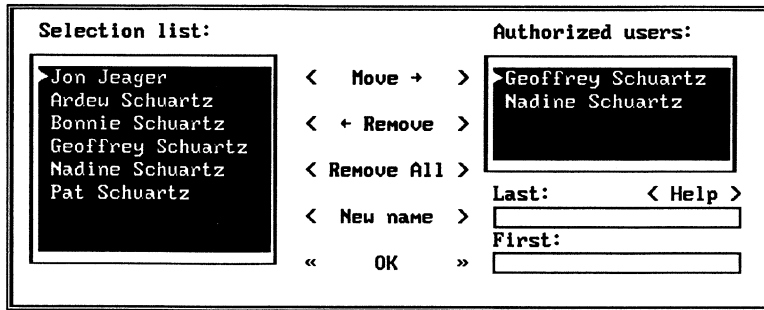 Selection list:
Jon Jeager
Ardew Schwartz
Bonnie Schwartz
Geoffrey Schwartz
Nadine Schwartz
Pat Schwartz
< Move → >
< ← Remove >
< Remove All >
< New name >
« OK »
Authorized users:
Geoffrey Schwartz
Nadine Schwartz
Last: < Help >
First: